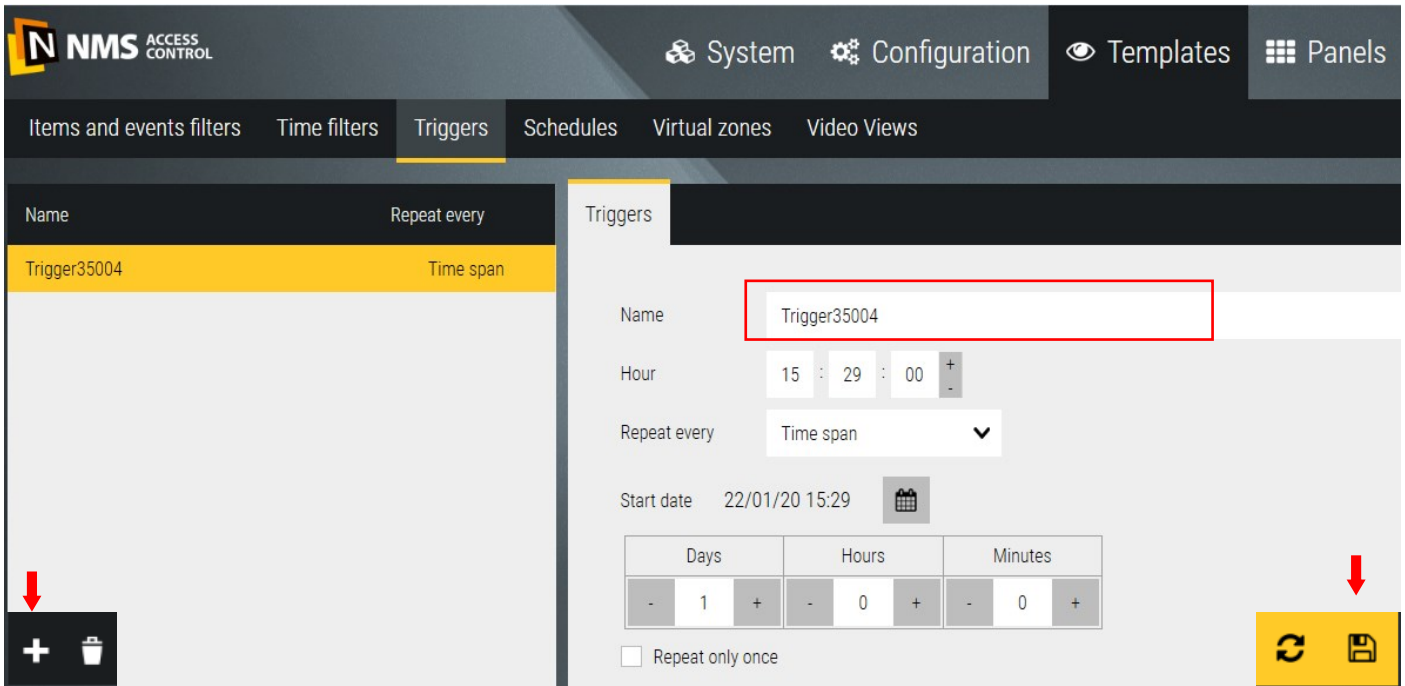 N NMS ACCESS CONTROL
System Configuration Templates Panels
Items and events filters Time filters Triggers Schedules Virtual zones Video Views
Name Repeat every
Trigger35004 Time span
Triggers
Name Trigger35004
Hour 15 : 29 : 00 + -
Repeat every Time span
Start date 22/01/20 15:29
Days Hours Minutes
- 1 + - 0 + - 0 +
Repeat only once